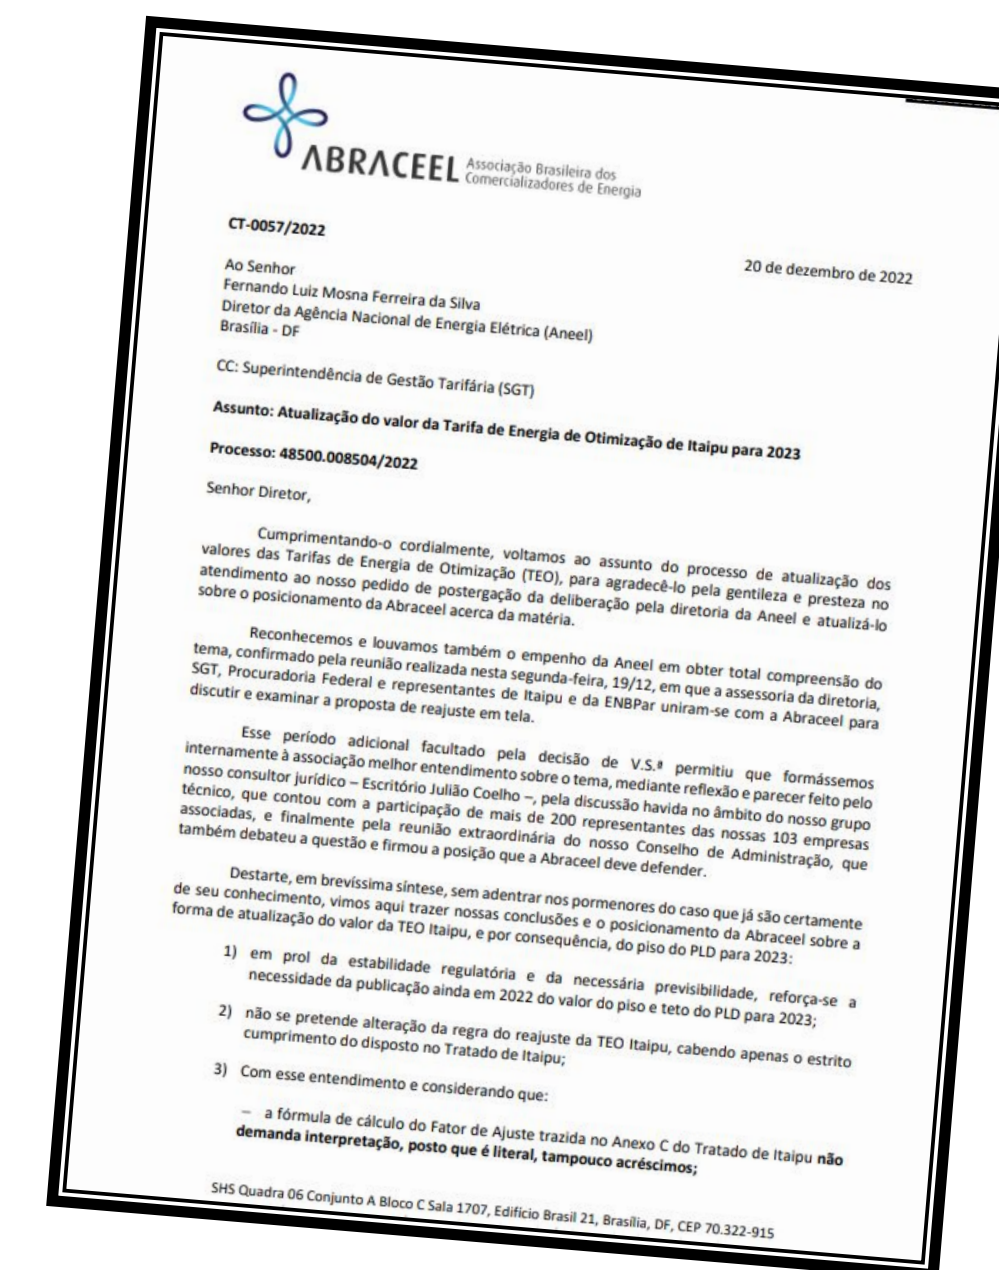 ABRACEEL Associação Brasileira dos
Comercializadores de Energia
CT-0057/2022
20 de dezembro de 2022
Ao Senhor
Fernando Luiz Mosna Ferreira da Silva
Diretor da Agência Nacional de Energia Elétrica (Aneel)
Brasília - DF
CC: Superintendência de Gestão Tarifária (SGT)
Assunto: Atualização do valor da Tarifa de Energia de Otimização de Itaipu para 2023
Processo: 48500.008504/2022
Senhor Diretor,
Cumprimentando-o cordialmente, voltamos ao assunto do processo de atualização dos
valores das Tarifas de Energia de Otimização (TEO), para agradecê-lo pela gentileza e presteza no
atendimento ao nosso pedido de postergação da deliberação pela diretoria da Aneel e atualizá-lo
sobre o posicionamento da Abraceel acerca da matéria.
Reconhecemos e louvamos também o empenho da Aneel em obter total compreensão do
tema, confirmado pela reunião realizada nesta segunda-feira, 19/12, em que a assessoria da diretoria,
SGT, Procuradoria Federal e representantes de Itaipu e da ENBPar uniram-se com a Abraceel para
discutir e examinar a proposta de reajuste em tela.
Esse período adicional facultado pela decisão de V.S.ª permitiu que formássemos
internamente à associação melhor entendimento sobre o tema, mediante reflexão e parecer feito pelo
nosso consultor jurídico – Escritório Julião Coelho –, pela discussão havida no âmbito do nosso grupo
técnico, que contou com a participação de mais de 200 representantes das nossas 103 empresas
associadas, e finalmente pela reunião extraordinária do nosso Conselho de Administração, que
também debateu a questão e firmou a posição que a Abraceel deve defender.
Destarte, em brevíssima síntese, sem adentrar nos pormenores do caso que já são certamente
de seu conhecimento, vimos aqui trazer nossas conclusões e o posicionamento da Abraceel sobre a
forma de atualização do valor da TEO Itaipu, e por consequência, do piso do PLD para 2023:
1) em prol da estabilidade regulatória e da necessária previsibilidade, reforça-se a
necessidade da publicação ainda em 2022 do valor do piso e teto do PLD para 2023;
2) não se pretende alteração da regra do reajuste da TEO Itaipu, cabendo apenas o estrito
cumprimento do disposto no Tratado de Itaipu;
3) Com esse entendimento e considerando que:
– a fórmula de cálculo do Fator de Ajuste trazida no Anexo C do Tratado de Itaipu não
demanda interpretação, posto que é literal, tampouco acréscimos;
SHS Quadra 06 Conjunto A Bloco C Sala 1707, Edifício Brasil 21, Brasília, DF, CEP 70.322-915